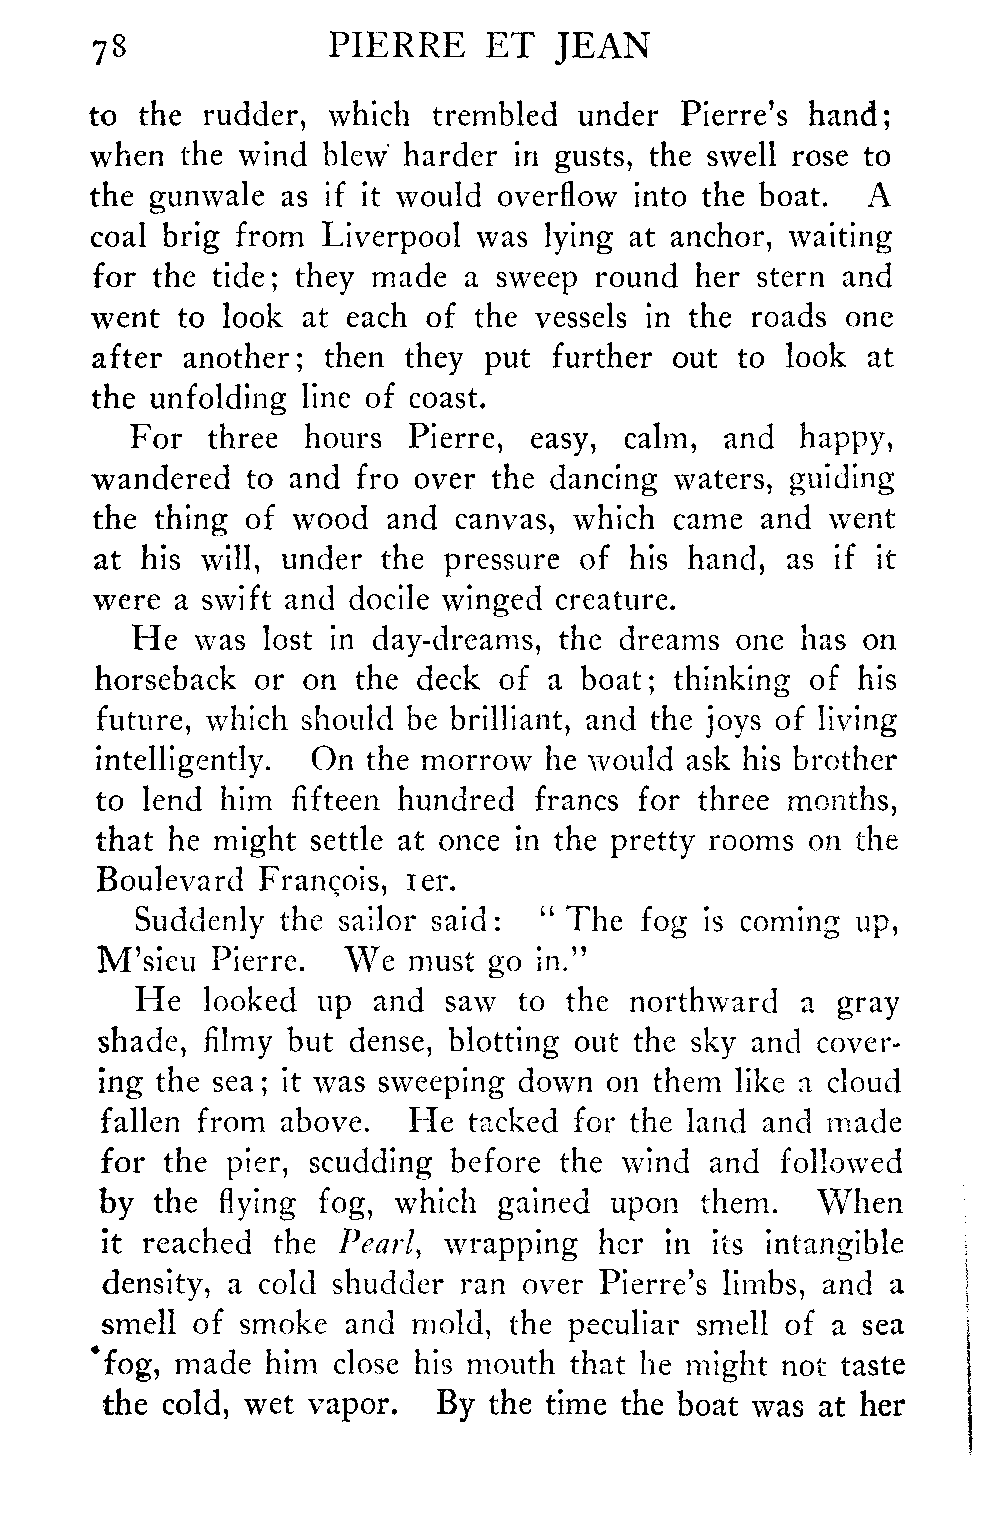 78 PIERRE ET JEAN
to the rudder, which trembled under Pierre's hand;
when the wind blew harder in gusts, the swell rose to
the gunwale as if it would overflow into the boat. A
coal brig from Liverpool was lying at anchor, waiting
for the tide; they made a sweep round her stern and
went to look at each of the vessels in the roads one
after another; then they put further out to look at
the unfolding line of coast.
For three hours Pierre, easy, calm, and happy,
wandered to and fro over the dancing waters, guiding
the thing of wood and canvas, which came and went
at his will, under the pressure of his hand, as if it
were a swift and docile winged creature.
He was lost in day-dreams, the dreams one has on
horseback or on the deck of a boat; thinking of his
future, which should be brilliant, and the joys of living
intelligently. On the morrow he would ask his brother
to lend him fifteen hundred francs for three months,
that he might settle at once in the pretty rooms on the
Boulevard François, 1er.
Suddenly the sailor said: "The fog is coming up,
M'sieu Pierre. We must go in."
He looked up and saw to the northward a gray
shade, filmy but dense, blotting out the sky and cover-
ing the sea; it was sweeping down on them like a cloud
fallen from above. He tacked for the land and made
for the pier, scudding before the wind and followed
by the flying fog, which gained upon them. When
it reached the Pearl, wrapping her in its intangible
density, a cold shudder ran over Pierre's limbs, and a
smell of smoke and mold, the peculiar smell of a sea
fog, made him close his mouth that he might not taste
the cold, wet vapor. By the time the boat was at her